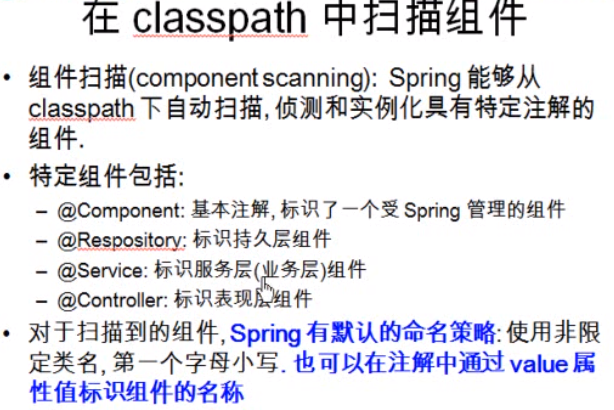 在 classpath 中扫描组件
• 组件扫描(component scanning): Spring 能够从
classpath 下自动扫描, 侦测和实例化具有特定注解的
组件.
• 特定组件包括:
– @Component: 基本注解, 标识了一个受 Spring 管理的组件
– @Respository: 标识持久层组件
– @Service: 标识服务层(业务层)组件
– @Controller: 标识表现层组件
• 对于扫描到的组件, Spring 有默认的命名策略: 使用非限
定类名, 第一个字母小写. 也可以在注解中通过 value 属
性值标识组件的名称